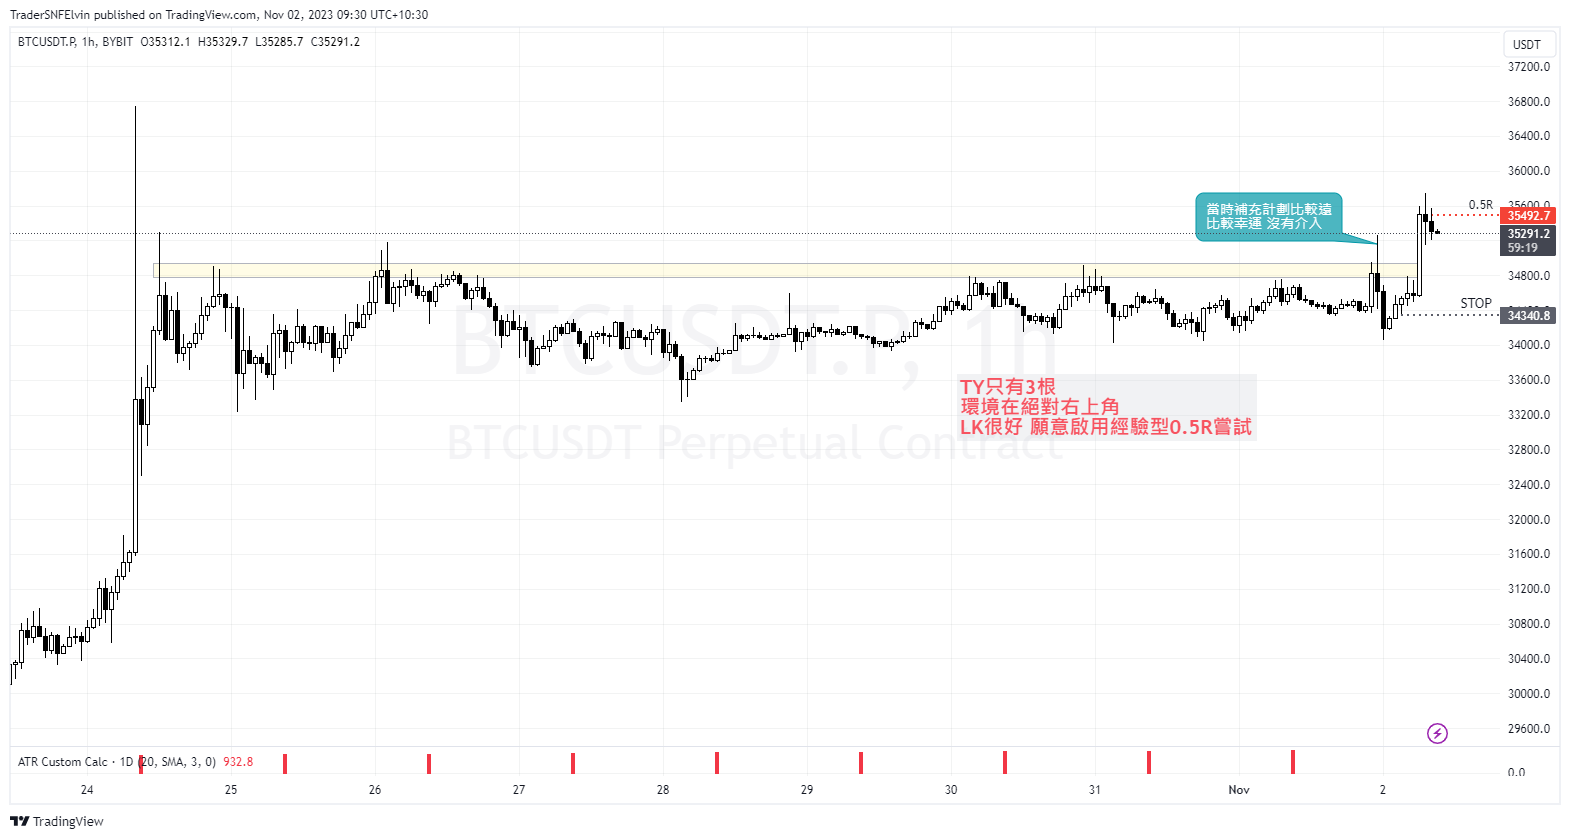 TraderSNFElvin published on TradingView.com, Nov 02, 2023 09:30 UTC+10:30
BTCUSDT.P, 1h, BYBIT O35312.1 H35329.7 L35285.7 C35291.2
USDT
37200.0
36800.0
36400.0
36000.0
35600.0
0.5R
35492.7
當時補充計劃比較遠
比較幸運 沒有介入
35291.2
59:19
34800.0
STOP
34400.0
34340.8
34000.0
33600.0
33200.0
32800.0
32400.0
32000.0
31600.0
31200.0
30800.0
30400.0
30000.0
29600.0
BTCUSDT.P, 1h
BTCUSDT Perpetual Contract
TY只有3根
環境在絕對右上角
LK很好 願意啟用經驗型0.5R嘗試
ATR Custom Calc · 1D (20, SMA, 3, 0) 932.8
0.0
24 25 26 27 28 29 30 31 Nov 2
TradingView